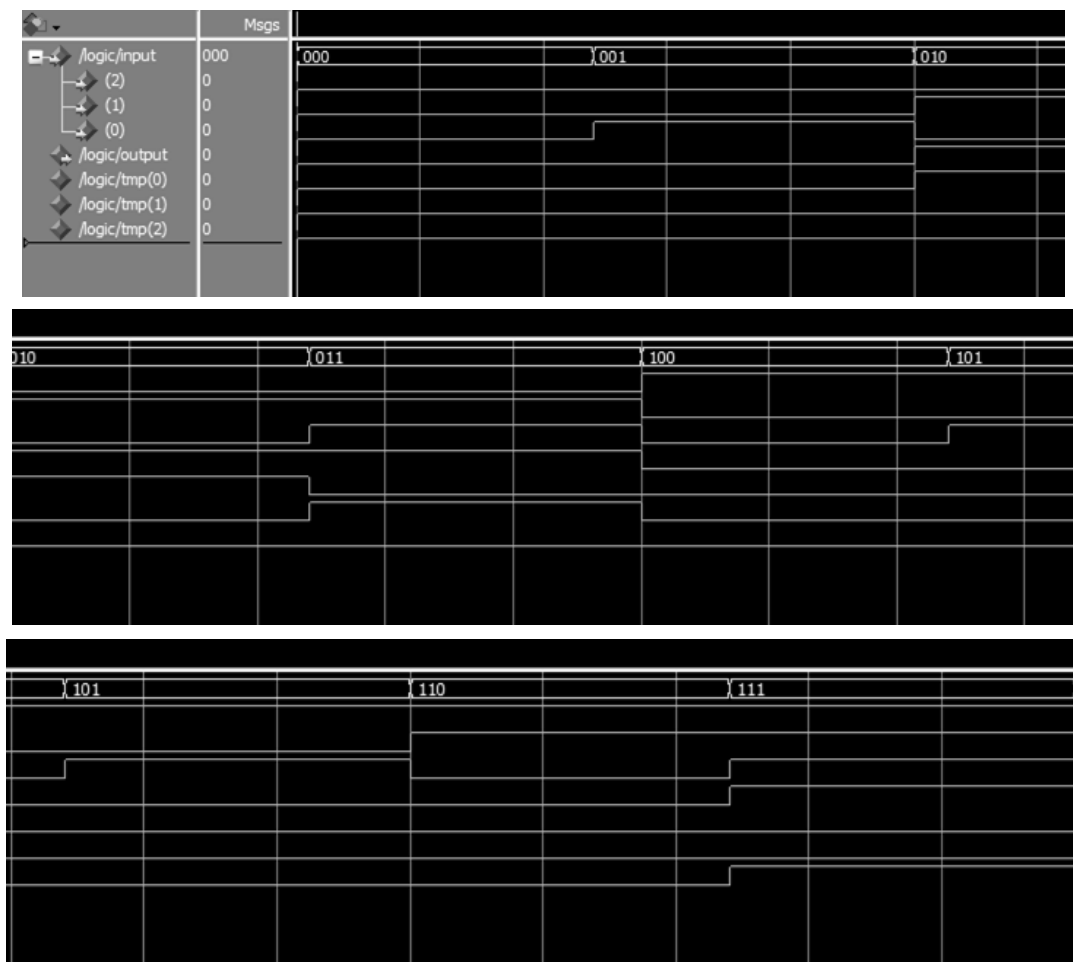 Msgs
/logic/input 000 000 001 010
(2) 0
(1) 0
(0) 0
/logic/output 0
/logic/tmp(0) 0
/logic/tmp(1) 0
/logic/tmp(2) 0
010 011 100 101
101 110 111